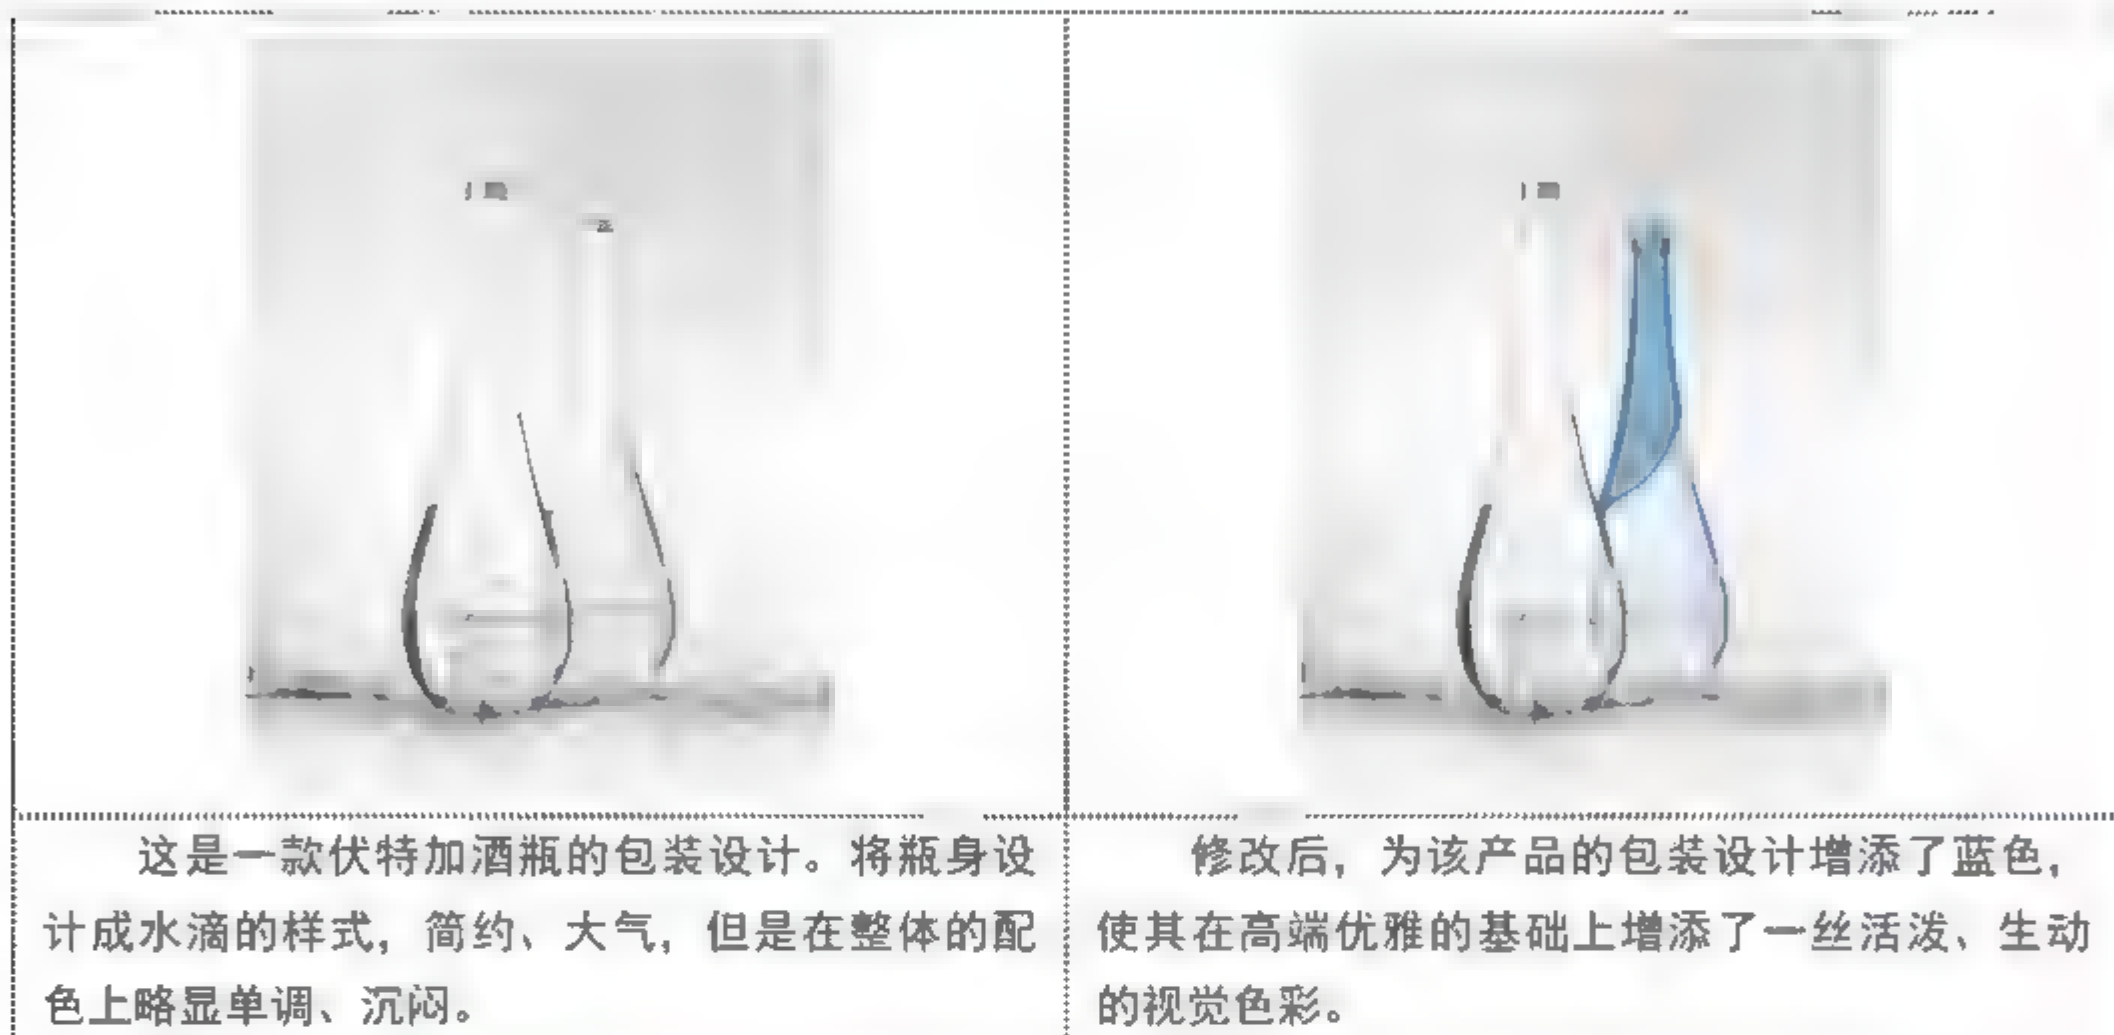 这是一款伏特加酒瓶的包装设计。将瓶身设
计成水滴的样式，简约、大气，但是在整体的配
色上略显单调、沉闷。
修改后，为该产品的包装设计增添了蓝色，
使其在高端优雅的基础上增添了一丝活泼、生动
的视觉色彩。